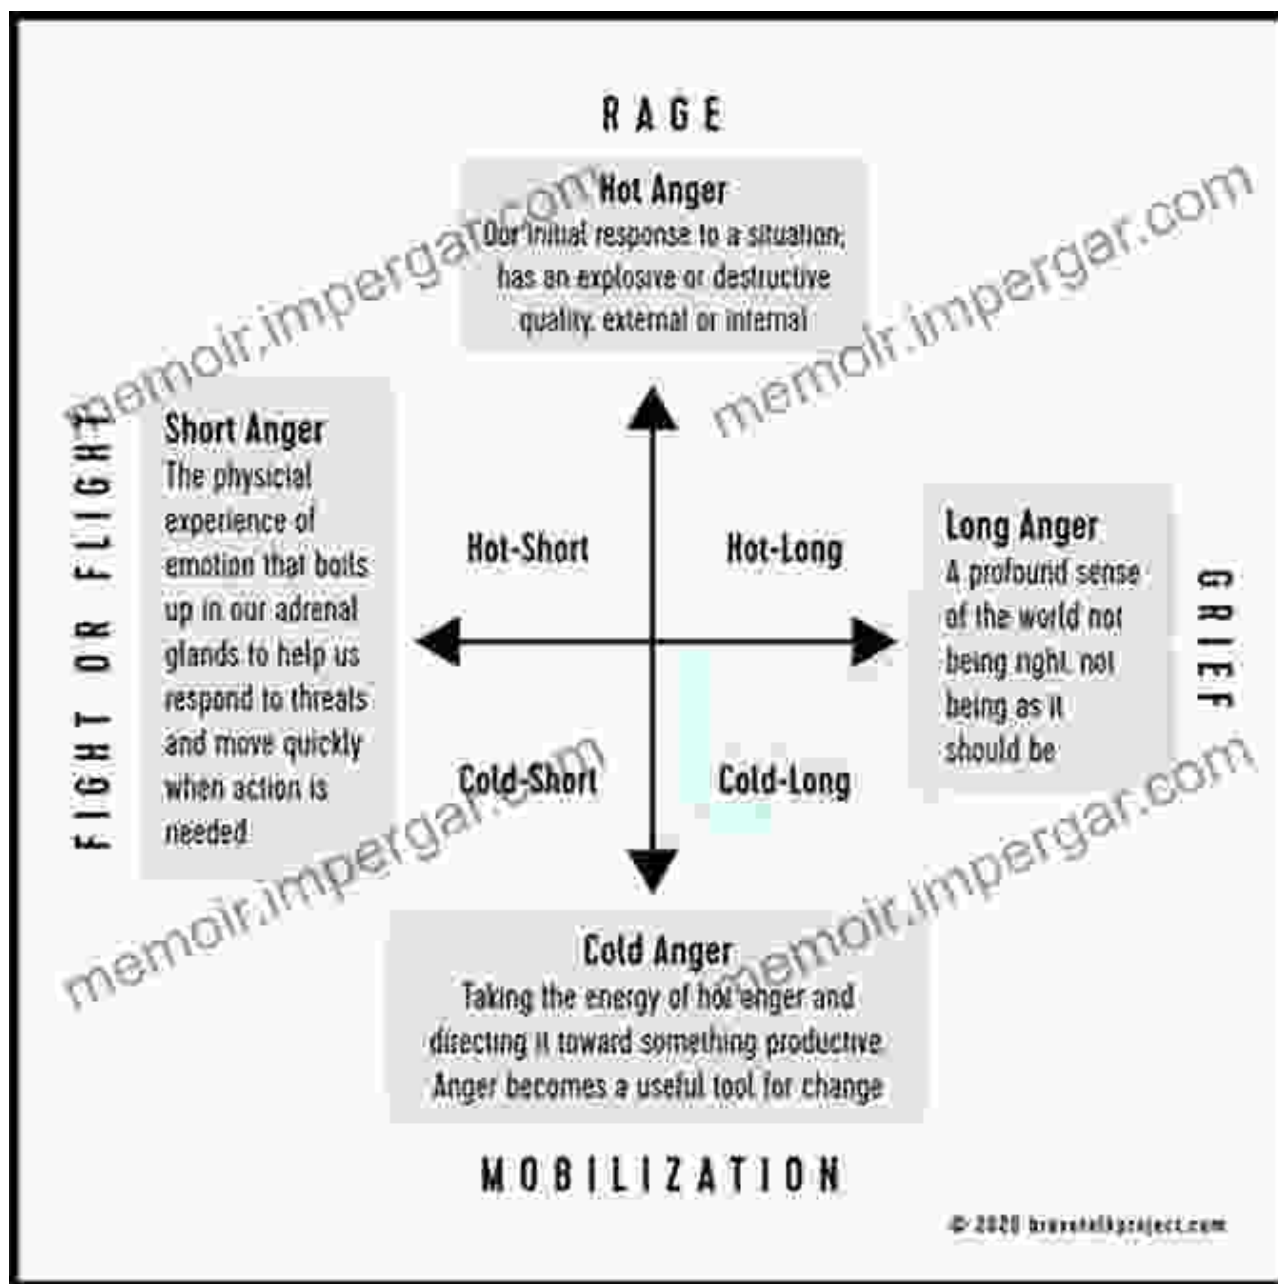 RAGE
Hot Anger
Our initial response to a situation;
has an explosive or destructive
quality. external or internal
FIGHT OR FLIGHT
Short Anger
The physicial
experience of
emotion that boils
up in our adrenal
glands to help us
respond to threats
and move quickly
when action is
needed
Hot-Short
Hot-Long
Cold-Short
Cold-Long
Long Anger
A profound sense
of the world not
being right, not
being as it
should be
GRIEF
Cold Anger
Taking the energy of hot anger and
directing it toward something productive.
Anger becomes a useful tool for change
MOBILIZATION
© 2020 bravetalkproject.com
memoir.impergar.com
memoir.impergar.com
memoir.impergar.com
memoir.impergar.com